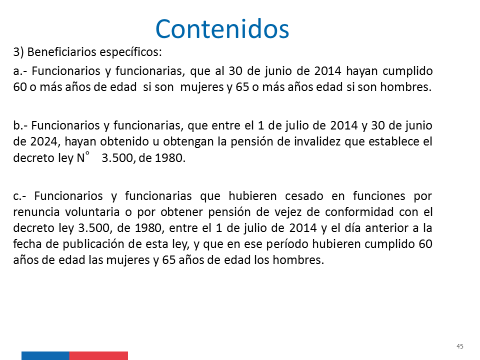 Contenidos
3) Beneficiarios específicos:
a.- Funcionarios y funcionarias, que al 30 de junio de 2014 hayan cumplido
60 o más años de edad si son mujeres y 65 o más años edad si son hombres.
b.- Funcionarios y funcionarias, que entre el 1 de julio de 2014 y 30 de junio
de 2024, hayan obtenido u obtengan la pensión de invalidez que establece el
decreto ley N° 3.500, de 1980.
c.- Funcionarios y funcionarias que hubieren cesado en funciones por
renuncia voluntaria o por obtener pensión de vejez de conformidad con el
decreto ley 3.500, de 1980, entre el 1 de julio de 2014 y el día anterior a la
fecha de publicación de esta ley, y que en ese período hubieren cumplido 60
años de edad las mujeres y 65 años de edad los hombres.
45